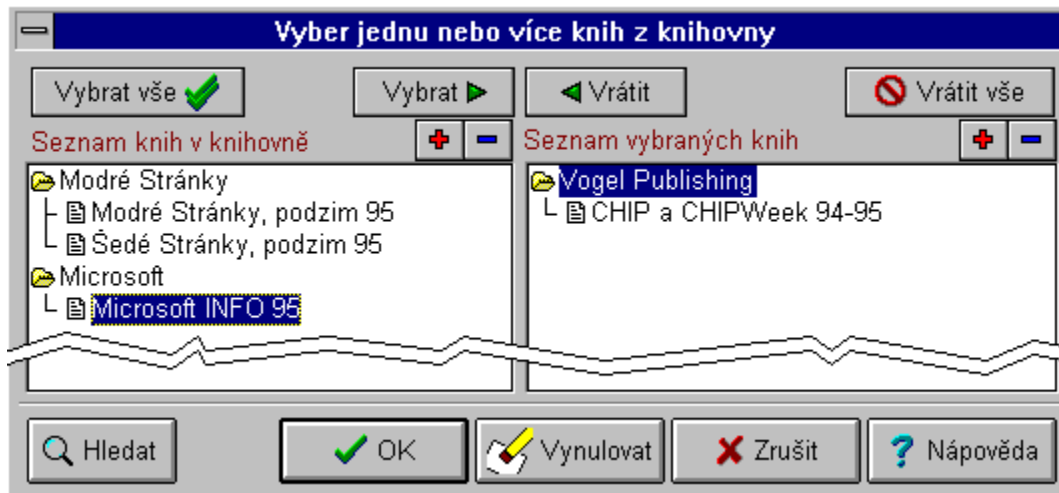 Vyber jednu nebo více knih z knihovny
Vybrat vše Vybrat Vrátit Vrátit vše
Seznam knih v knihovně
Modré Stránky
Modré Stránky, podzim 95
Šedé Stránky, podzim 95
Microsoft
Microsoft INFO 95
Seznam vybraných knih
Vogel Publishing
CHIP a CHIPWeek 94-95
Hledat OK Vynulovat Zrušit Nápověda